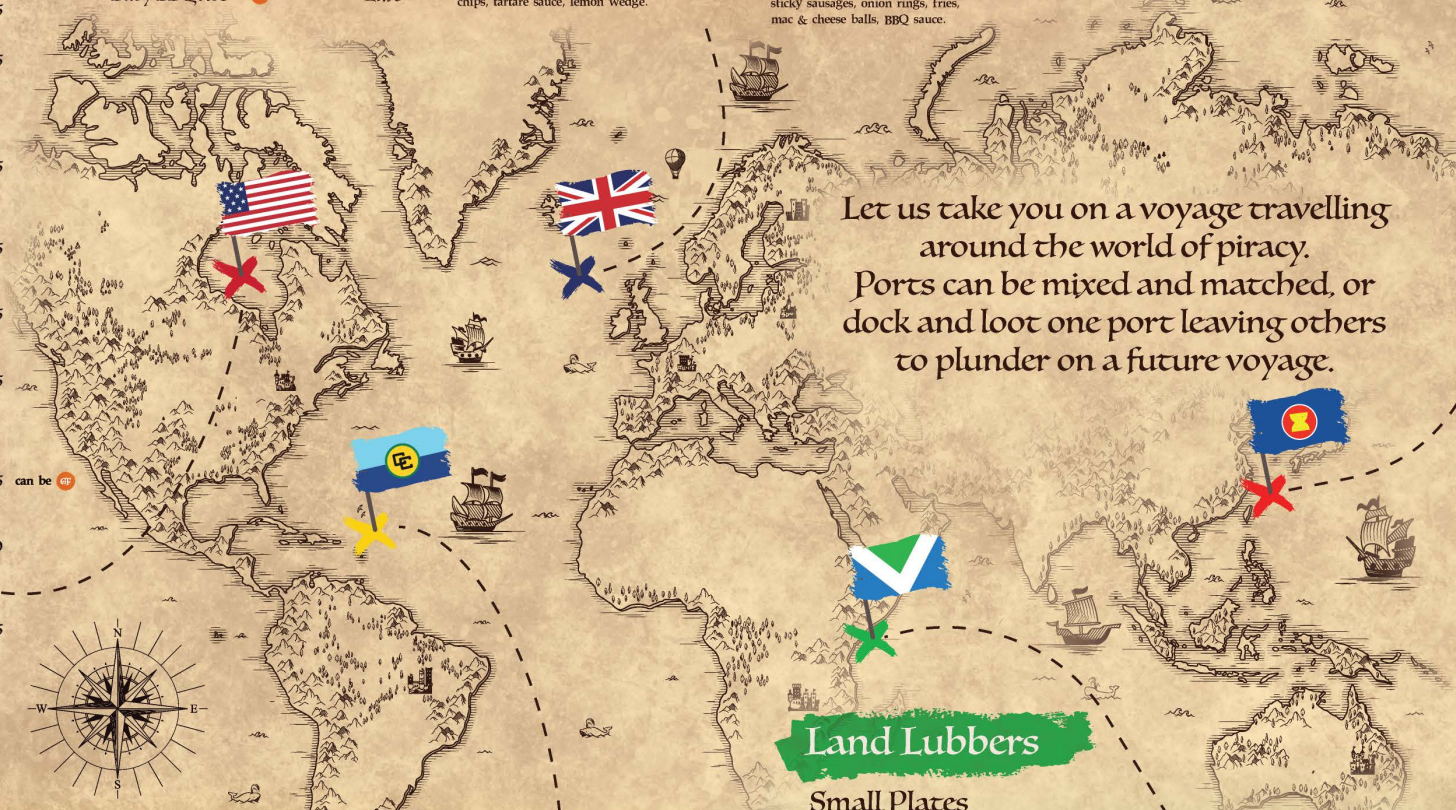 chips, tartare sauce, lemon wedge.
sticky sausages, onion rings, fries,
mac & cheese balls, BBQ sauce.
Let us take you on a voyage travelling
around the world of piracy.
Ports can be mixed and matched, or
dock and loot one port leaving others
to plunder on a future voyage.
CC
can be GF
N
W
E
S
Land Lubbers
Small Plates